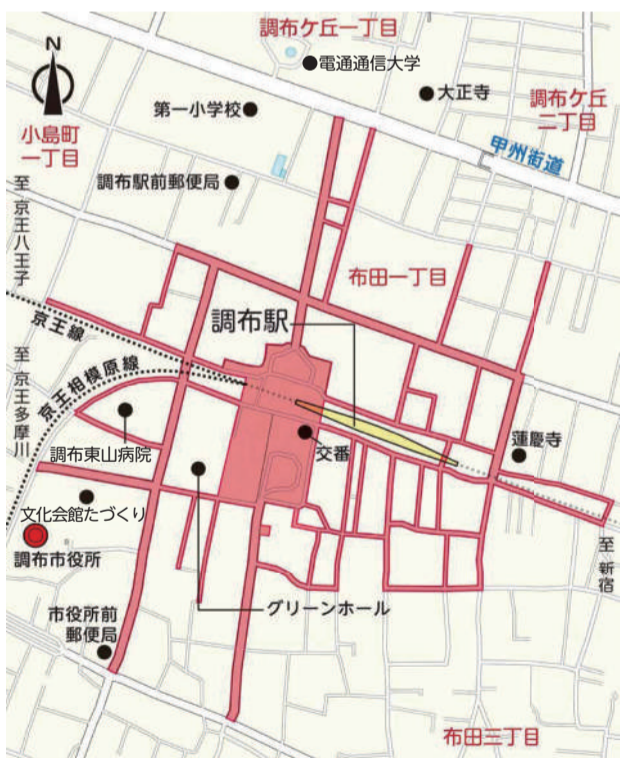 調布ケ丘一丁目
N
電通通信大学
大正寺
調布ケ丘
二丁目
第一小学校
甲州街道
小島町
一丁目
調布駅前郵便局
至 京王八王子
布田一丁目
調布駅
京王線
至 京王多摩川
京王相模原線
調布東山病院
交番
蓮慶寺
文化会館たづくり
調布市役所
至 新宿
グリーンホール
市役所前
郵便局
布田三丁目